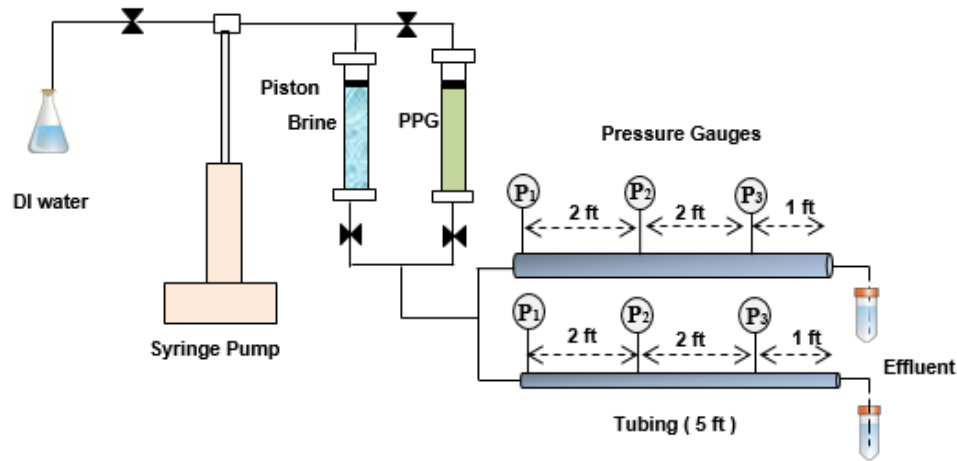 Piston
Brine
PPG
DI water
Syringe Pump
Pressure Gauges
P1
P2
P3
2 ft
2 ft
1 ft
P1
P2
P3
2 ft
2 ft
1 ft
Effluent
Tubing ( 5 ft )